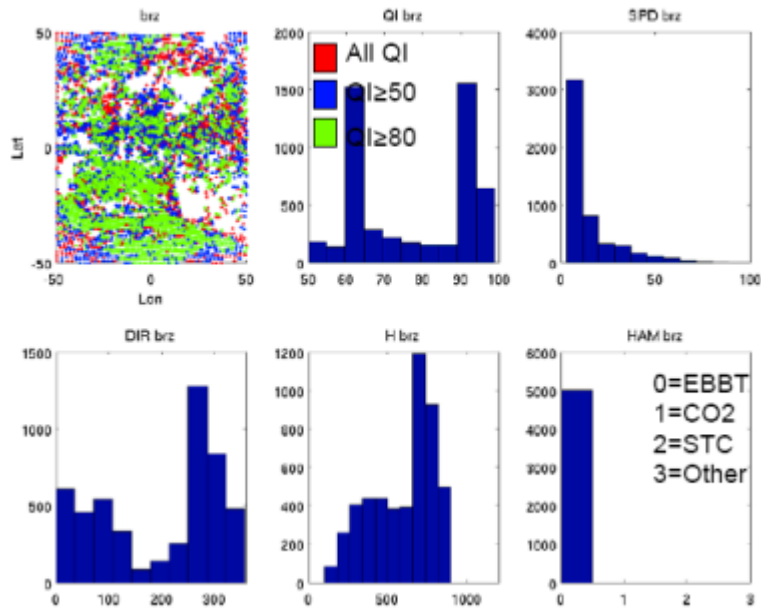 brz
50
0
-50
Lat
-50
0
50
Lon
QI brz
2000
1500
1000
500
0
50 60 70 80 90 100
All QI
QI≥50
QI≥80
SPD brz
4000
3000
2000
1000
0
0 50 100
DIR brz
1500
1000
500
0
0 100 200 300
H brz
1200
1000
800
600
400
200
0
0 500 1000
HAM brz
6000
5000
4000
3000
2000
1000
0
0 1 2 3
0=EBBT
1=CO2
2=STC
3=Other